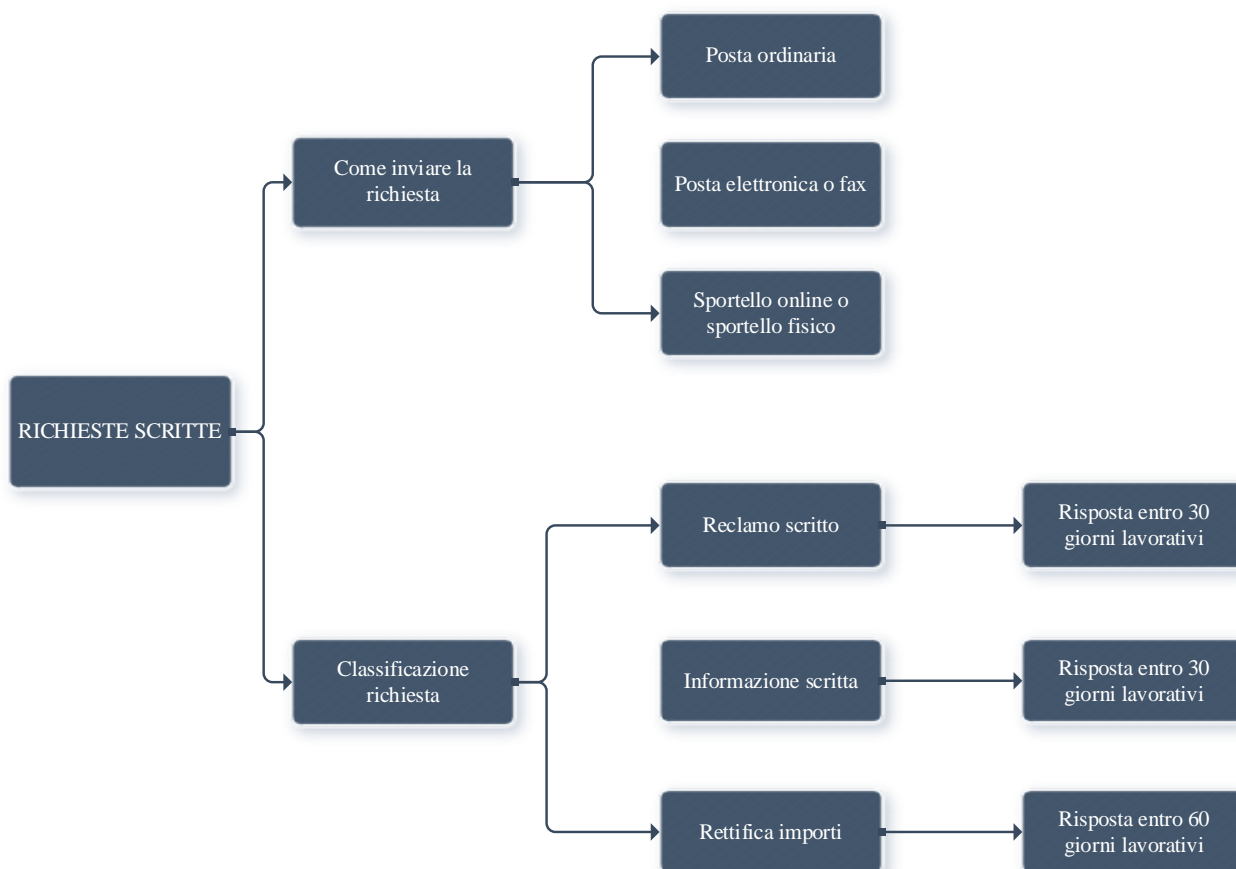 Posta ordinaria
Come inviare la
richiesta
Posta elettronica o fax
Sportello online o
sportello fisico
RICHIESTE SCRITTE
Reclamo scritto
Risposta entro 30
giorni lavorativi
Classificazione
richiesta
Informazione scritta
Risposta entro 30
giorni lavorativi
Rettifica importi
Risposta entro 60
giorni lavorativi